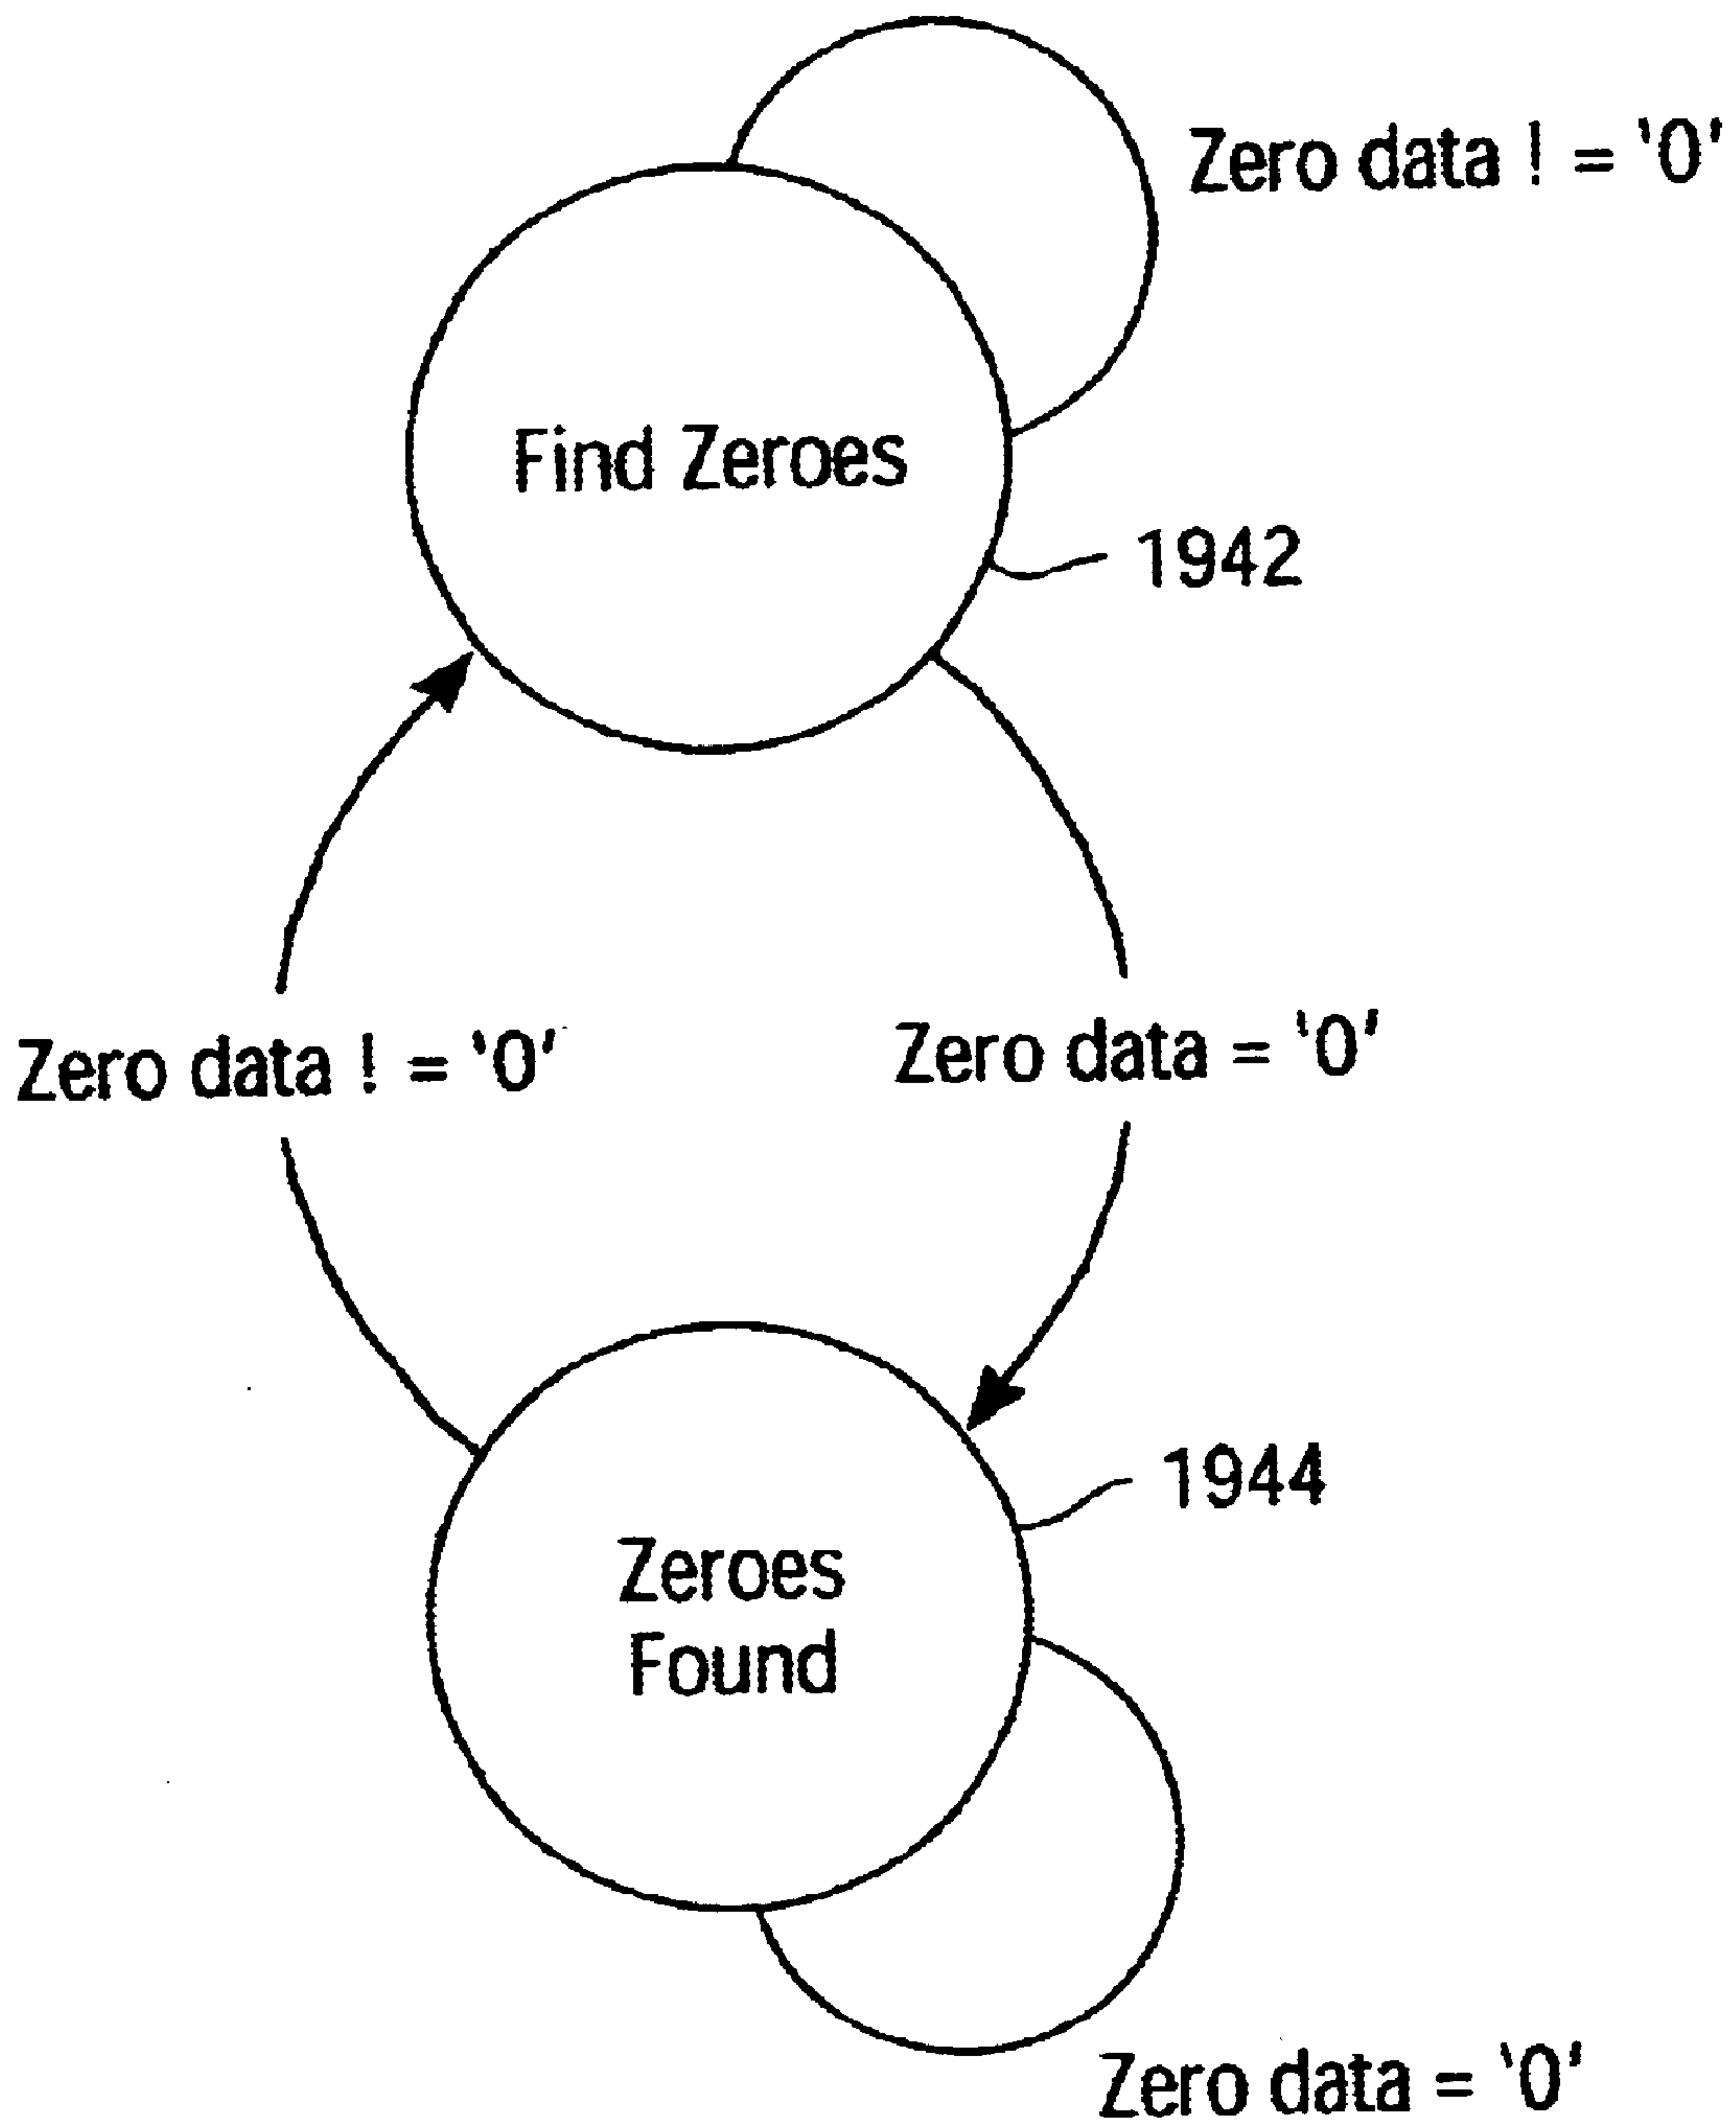 Zero data ! = '0'
Find Zeroes
1942
Zero data ! = '0'
Zero data = '0'
1944
Zeroes
Found
Zero data = '0'